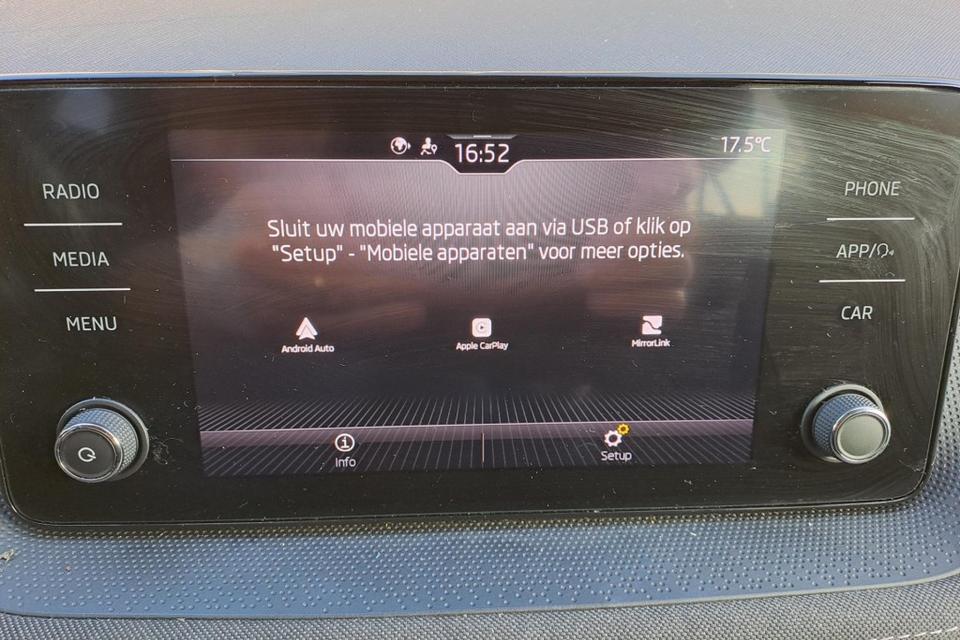 16:52
17.5°C
RADIO
MEDIA
MENU
Sluit uw mobiele apparaat aan via USB of klik op
"Setup" - "Mobiele apparaten" voor meer opties.
Android Auto
Apple CarPlay
MirrorLink
Info
Setup
PHONE
APP/
CAR